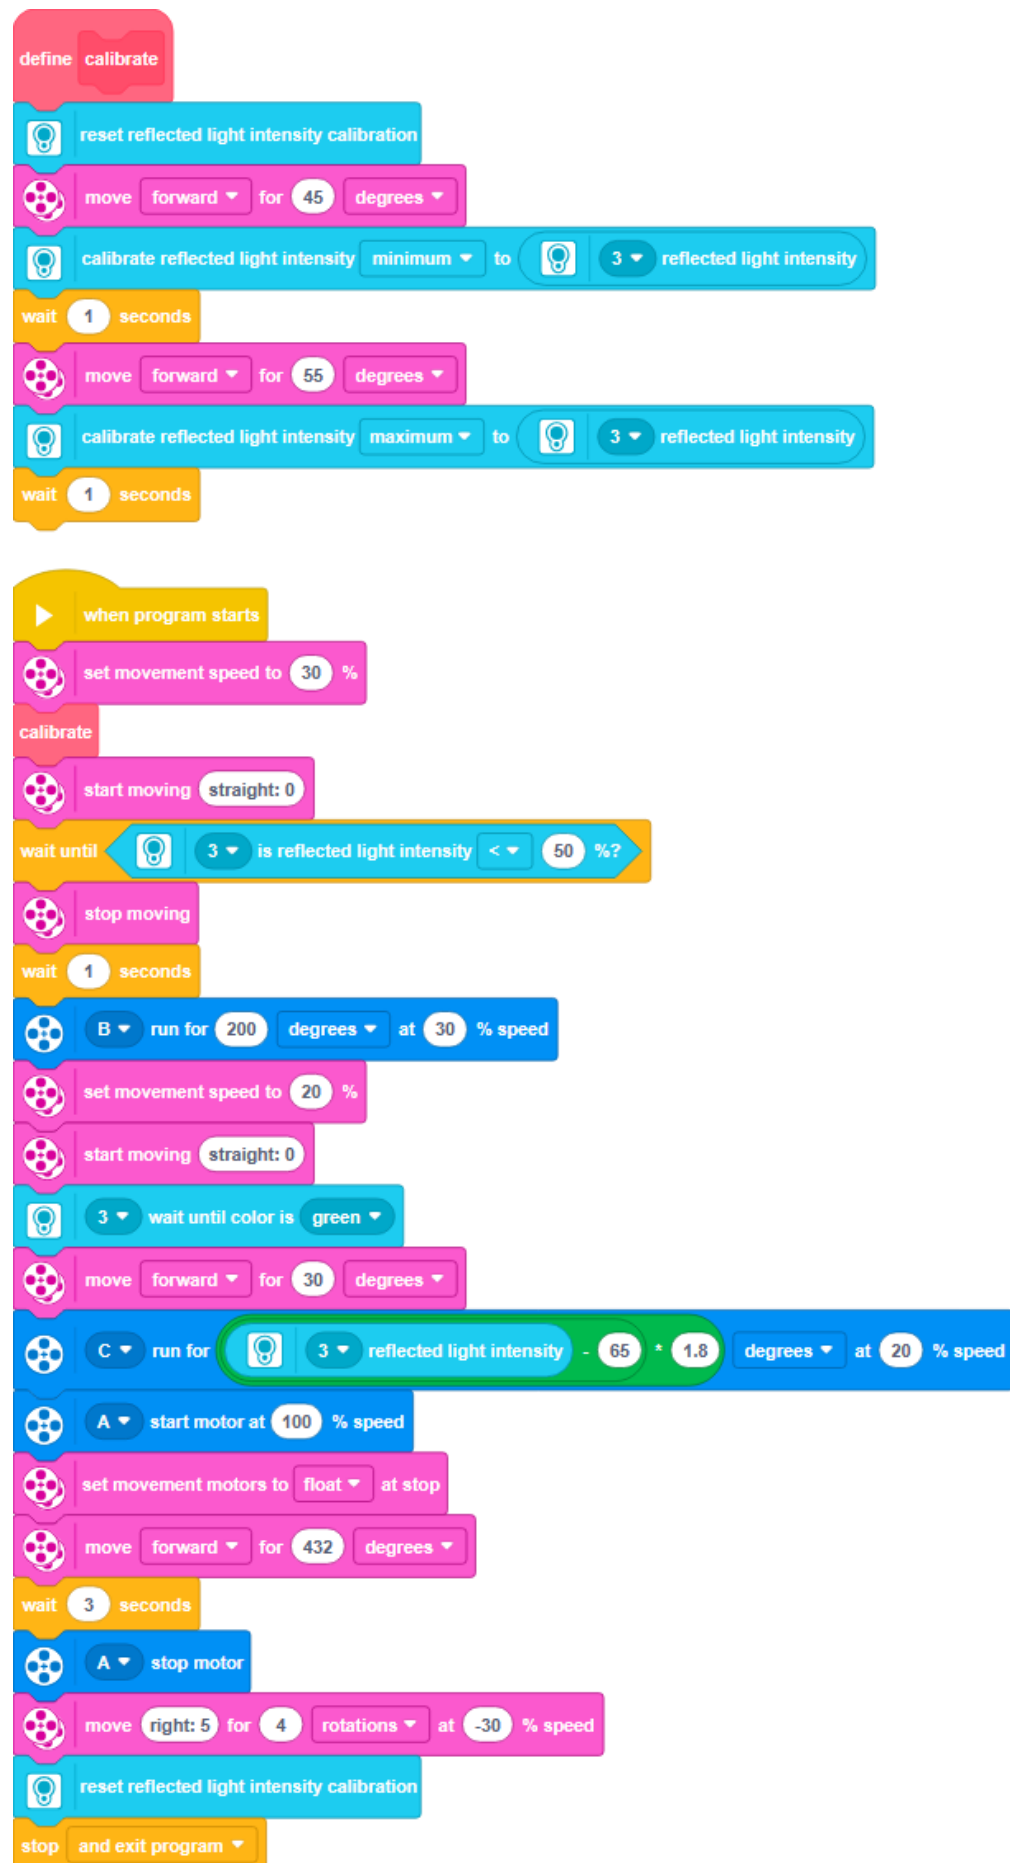 define calibrate
reset reflected light intensity calibration
move forward for 45 degrees
calibrate reflected light intensity minimum to 3 reflected light intensity
wait 1 seconds
move forward for 55 degrees
calibrate reflected light intensity maximum to 3 reflected light intensity
wait 1 seconds
when program starts
set movement speed to 30 %
calibrate
start moving straight: 0
wait until 3 is reflected light intensity < 50 %?
stop moving
wait 1 seconds
B run for 200 degrees at 30 % speed
set movement speed to 20 %
start moving straight: 0
3 wait until color is green
move forward for 30 degrees
C run for 3 reflected light intensity - 65 * 1.8 degrees at 20 % speed
A start motor at 100 % speed
set movement motors to float at stop
move forward for 432 degrees
wait 3 seconds
A stop motor
move right: 5 for 4 rotations at -30 % speed
reset reflected light intensity calibration
stop and exit program